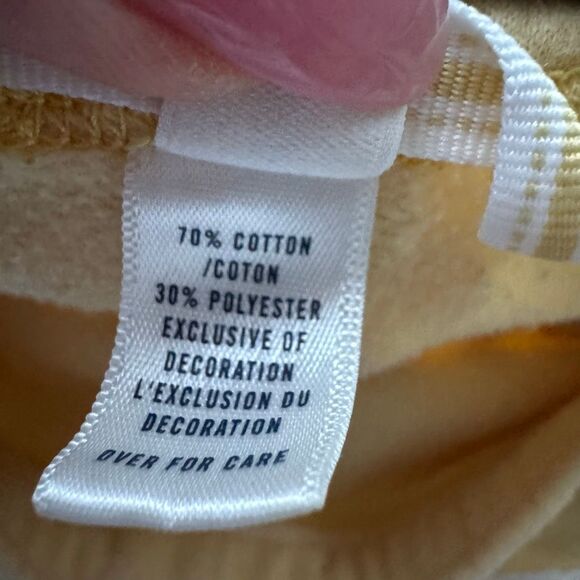 70% COTTON
/COTON
30% POLYESTER
EXCLUSIVE OF
DECORATION
L'EXCLUSION DU
DECORATION
OVER FOR CARE